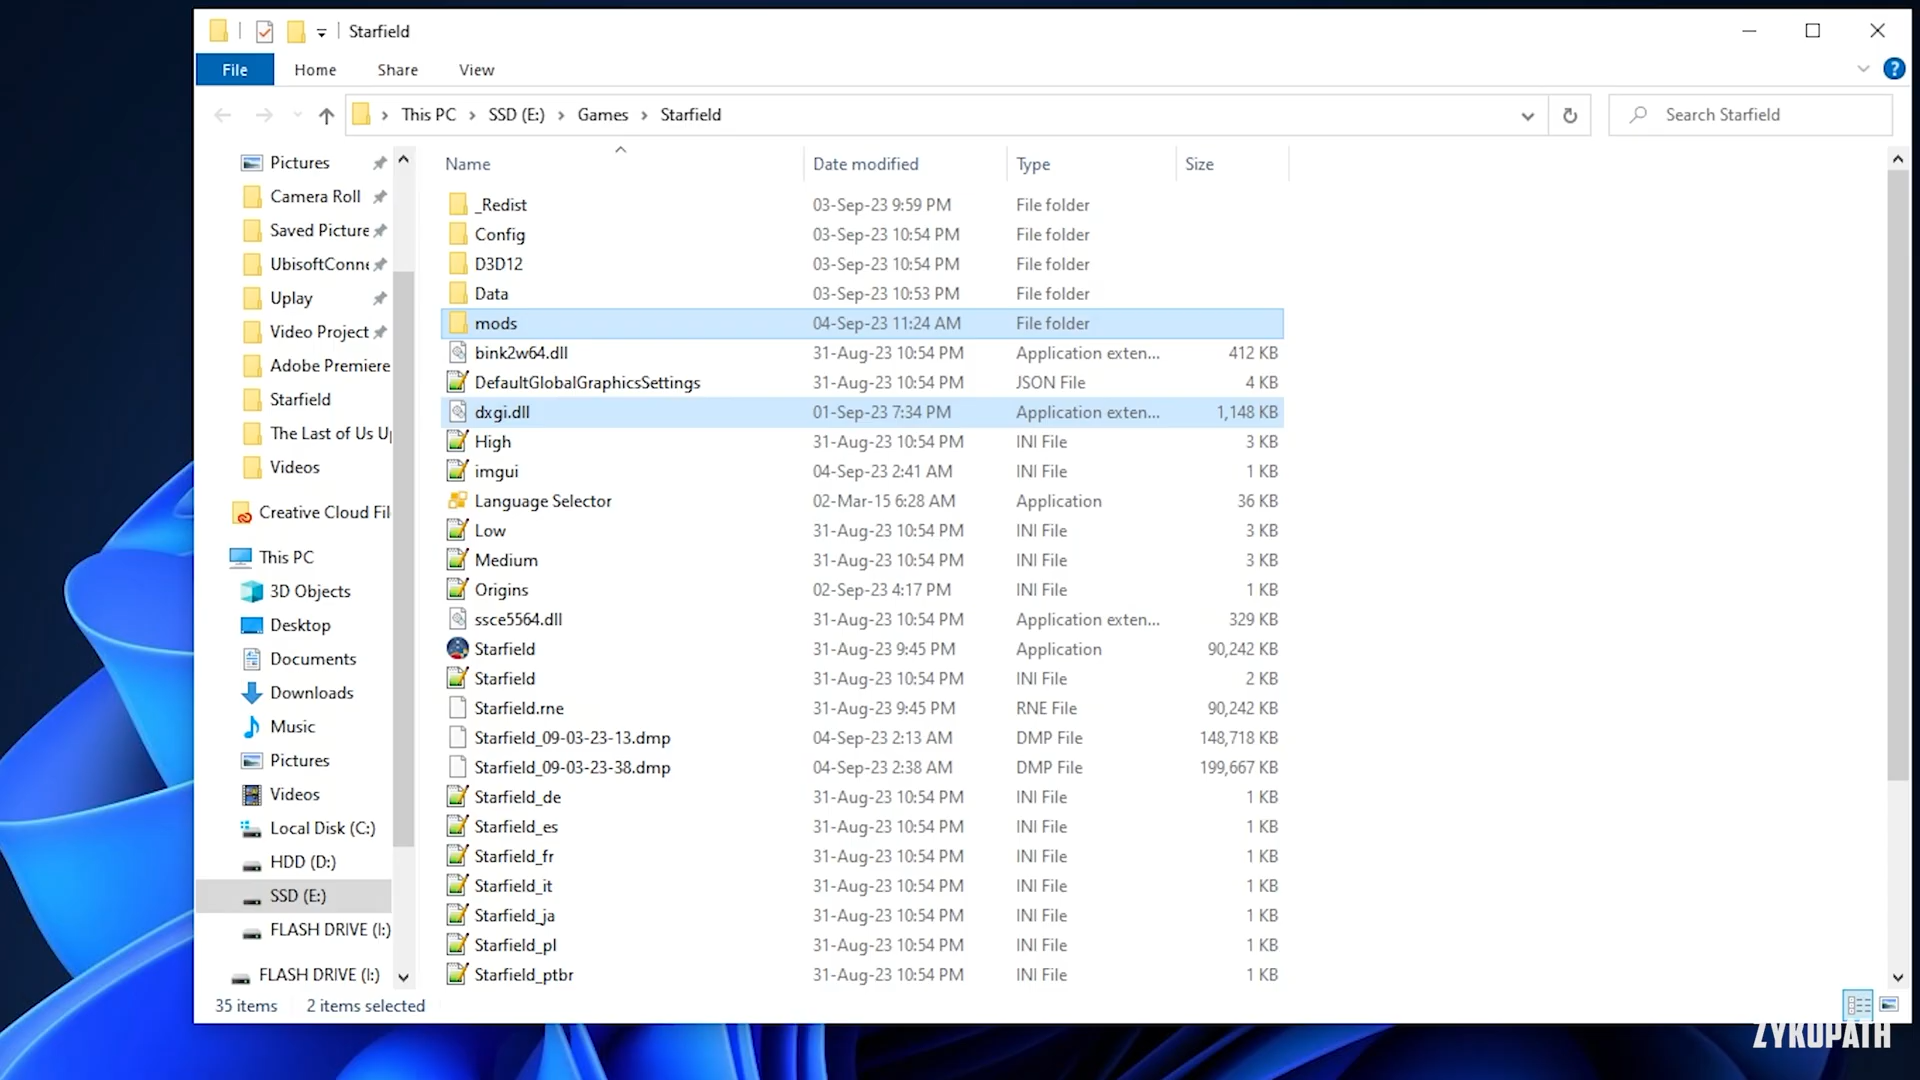 Starfield
File Home Share View
This PC SSD (E:) Games Starfield
Search Starfield
Pictures
Camera Roll
Saved Picture
UbisoftConne
Uplay
Video Project
Adobe Premiere
Starfield
The Last of Us U
Videos
Creative Cloud Fil
This PC
3D Objects
Desktop
Documents
Downloads
Music
Pictures
Videos
Local Disk (C:)
HDD (D:)
SSD (E:)
FLASH DRIVE (I:)
FLASH DRIVE (I:)
Name Date modified Type Size
_Redist 03-Sep-23 9:59 PM File folder
Config 03-Sep-23 10:54 PM File folder
D3D12 03-Sep-23 10:54 PM File folder
Data 03-Sep-23 10:53 PM File folder
mods 04-Sep-23 11:24 AM File folder
bink2w64.dll 31-Aug-23 10:54 PM Application exten... 412 KB
DefaultGlobalGraphicsSettings 31-Aug-23 10:54 PM JSON File 4 KB
dxgi.dll 01-Sep-23 7:34 PM Application exten... 1,148 KB
High 31-Aug-23 10:54 PM INI File 3 KB
imgui 04-Sep-23 2:41 AM INI File 1 KB
Language Selector 02-Mar-15 6:28 AM Application 36 KB
Low 31-Aug-23 10:54 PM INI File 3 KB
Medium 31-Aug-23 10:54 PM INI File 3 KB
Origins 02-Sep-23 4:17 PM INI File 1 KB
ssce5564.dll 31-Aug-23 10:54 PM Application exten... 329 KB
Starfield 31-Aug-23 9:45 PM Application 90,242 KB
Starfield 31-Aug-23 10:54 PM INI File 2 KB
Starfield.rne 31-Aug-23 9:45 PM RNE File 90,242 KB
Starfield_09-03-23-13.dmp 04-Sep-23 2:13 AM DMP File 148,718 KB
Starfield_09-03-23-38.dmp 04-Sep-23 2:38 AM DMP File 199,667 KB
Starfield_de 31-Aug-23 10:54 PM INI File 1 KB
Starfield_es 31-Aug-23 10:54 PM INI File 1 KB
Starfield_fr 31-Aug-23 10:54 PM INI File 1 KB
Starfield_it 31-Aug-23 10:54 PM INI File 1 KB
Starfield_ja 31-Aug-23 10:54 PM INI File 1 KB
Starfield_pl 31-Aug-23 10:54 PM INI File 1 KB
Starfield_ptbr 31-Aug-23 10:54 PM INI File 1 KB
35 items 2 items selected
ZYKOPATH